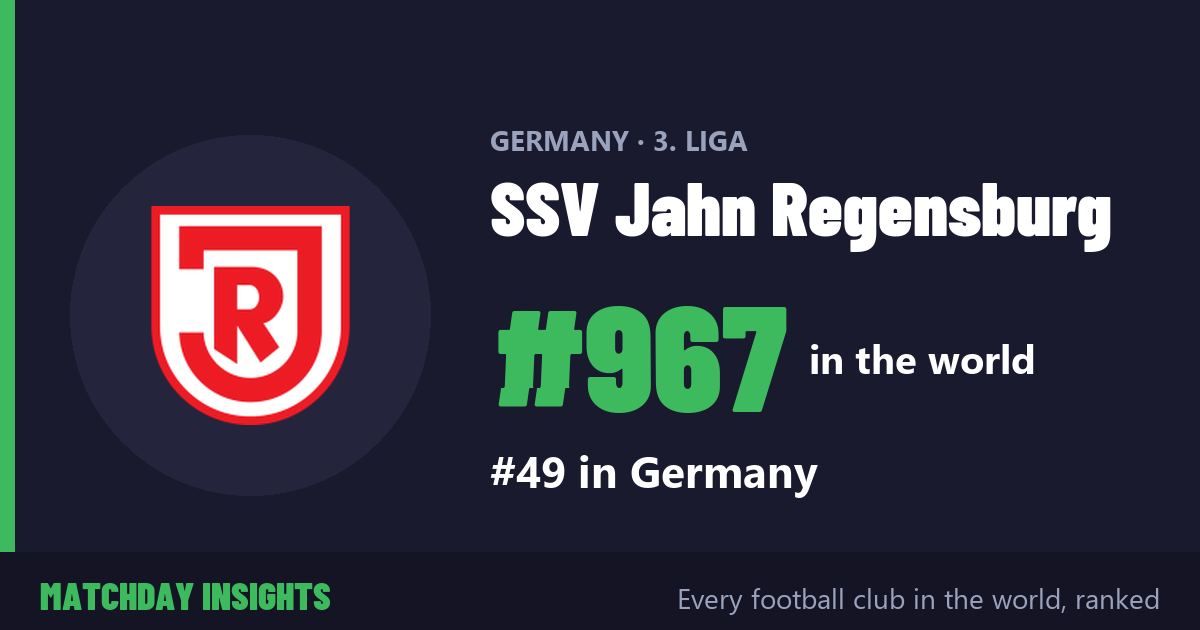 GERMANY · 3. LIGA
SSV Jahn Regensburg
R
#967 in the world
#49 in Germany
MATCHDAY INSIGHTS
Every football club in the world, ranked